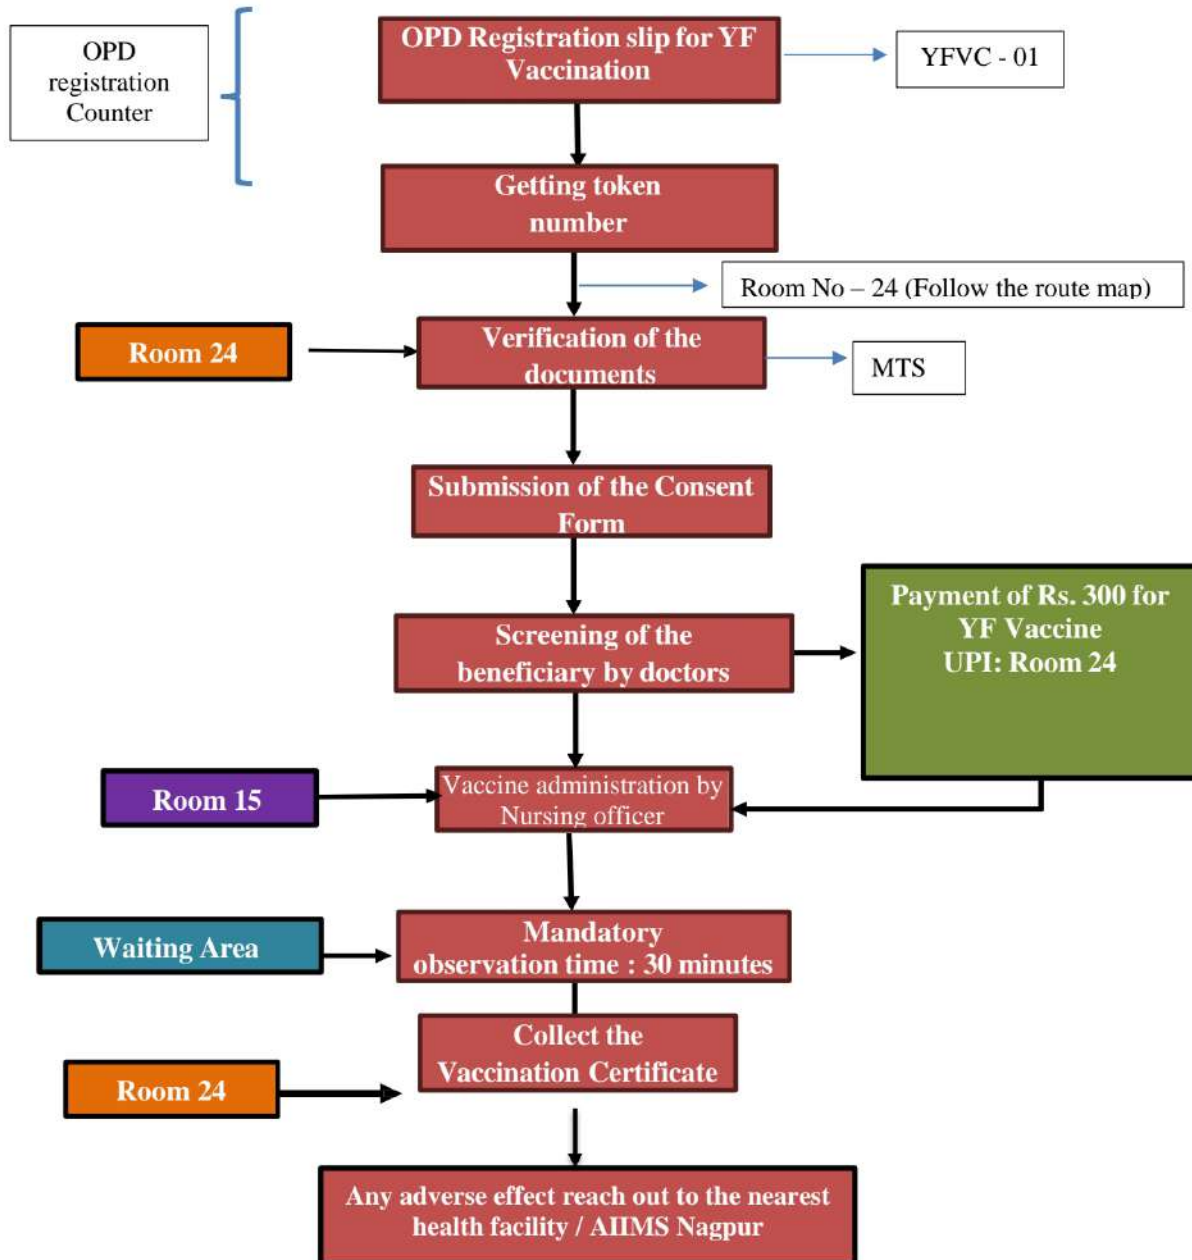 OPD
registration
Counter
OPD Registration slip for YF
Vaccination
YFVC - 01
Getting token
number
Room No – 24 (Follow the route map)
Room 24
Verification of the
documents
MTS
Submission of the Consent
Form
Screening of the
beneficiary by doctors
Payment of Rs. 300 for
YF Vaccine
UPI: Room 24
Room 15
Vaccine administration by
Nursing officer
Waiting Area
Mandatory
observation time : 30 minutes
Collect the
Vaccination Certificate
Room 24
Any adverse effect reach out to the nearest
health facility / AIIMS Nagpur